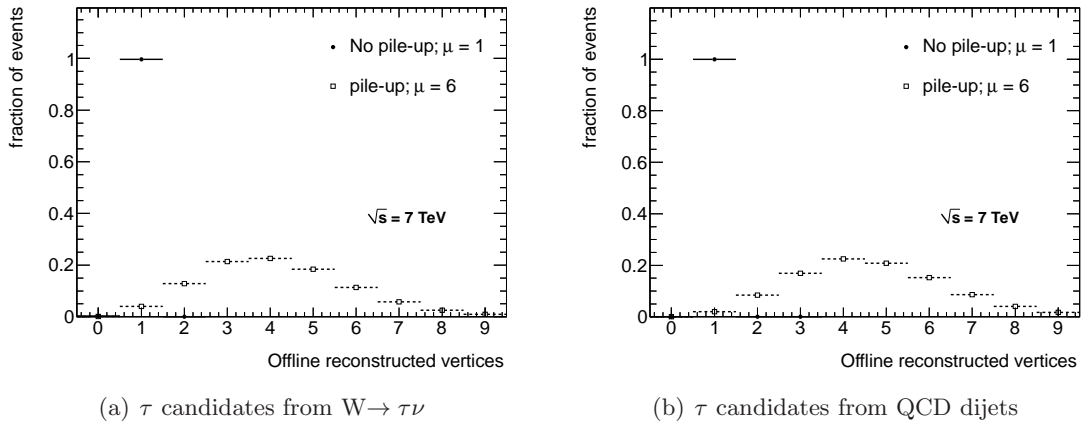 fraction of events
1
0.8
0.6
0.4
0.2
0
No pile-up; μ = 1
pile-up; μ = 6
√s = 7 TeV
0 1 2 3 4 5 6 7 8 9
Offline reconstructed vertices
(a) τ candidates from W→ τν
fraction of events
1
0.8
0.6
0.4
0.2
0
No pile-up; μ = 1
pile-up; μ = 6
√s = 7 TeV
0 1 2 3 4 5 6 7 8 9
Offline reconstructed vertices
(b) τ candidates from QCD dijets